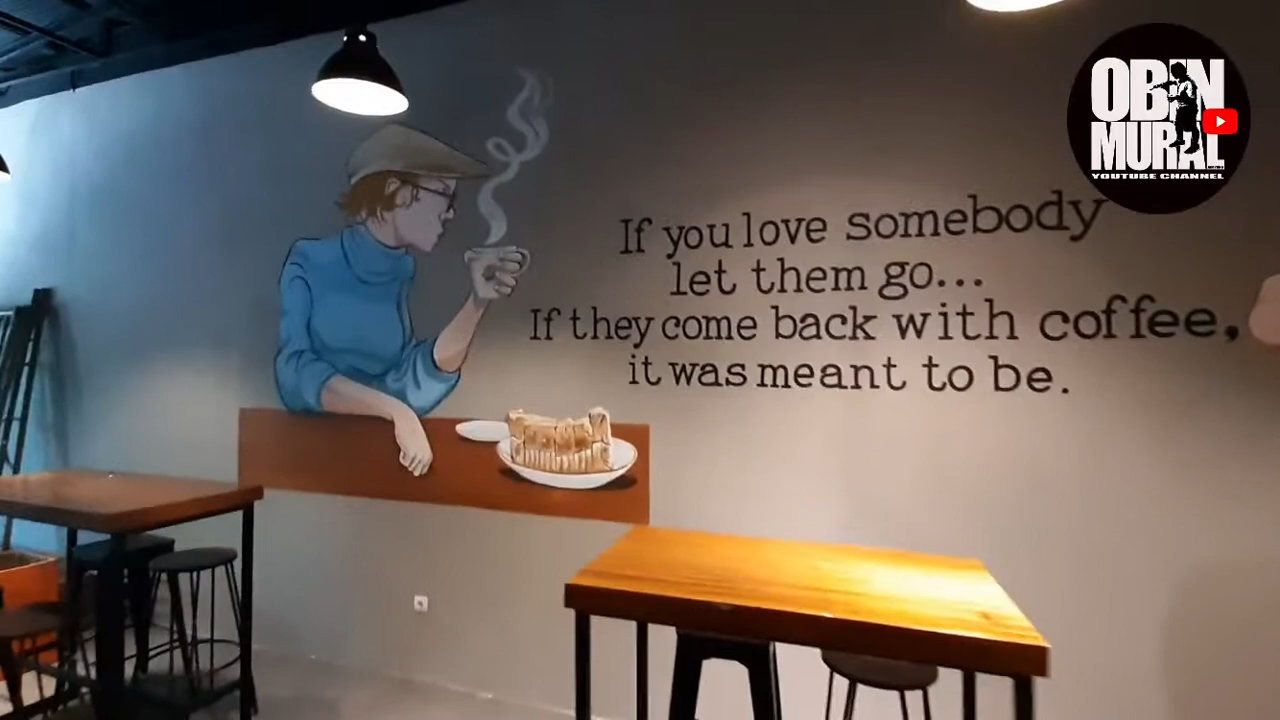 OBIN
MURAL
YOUTUBE CHANNEL
If you love somebody
let them go...
If they come back with coffee,
it was meant to be.